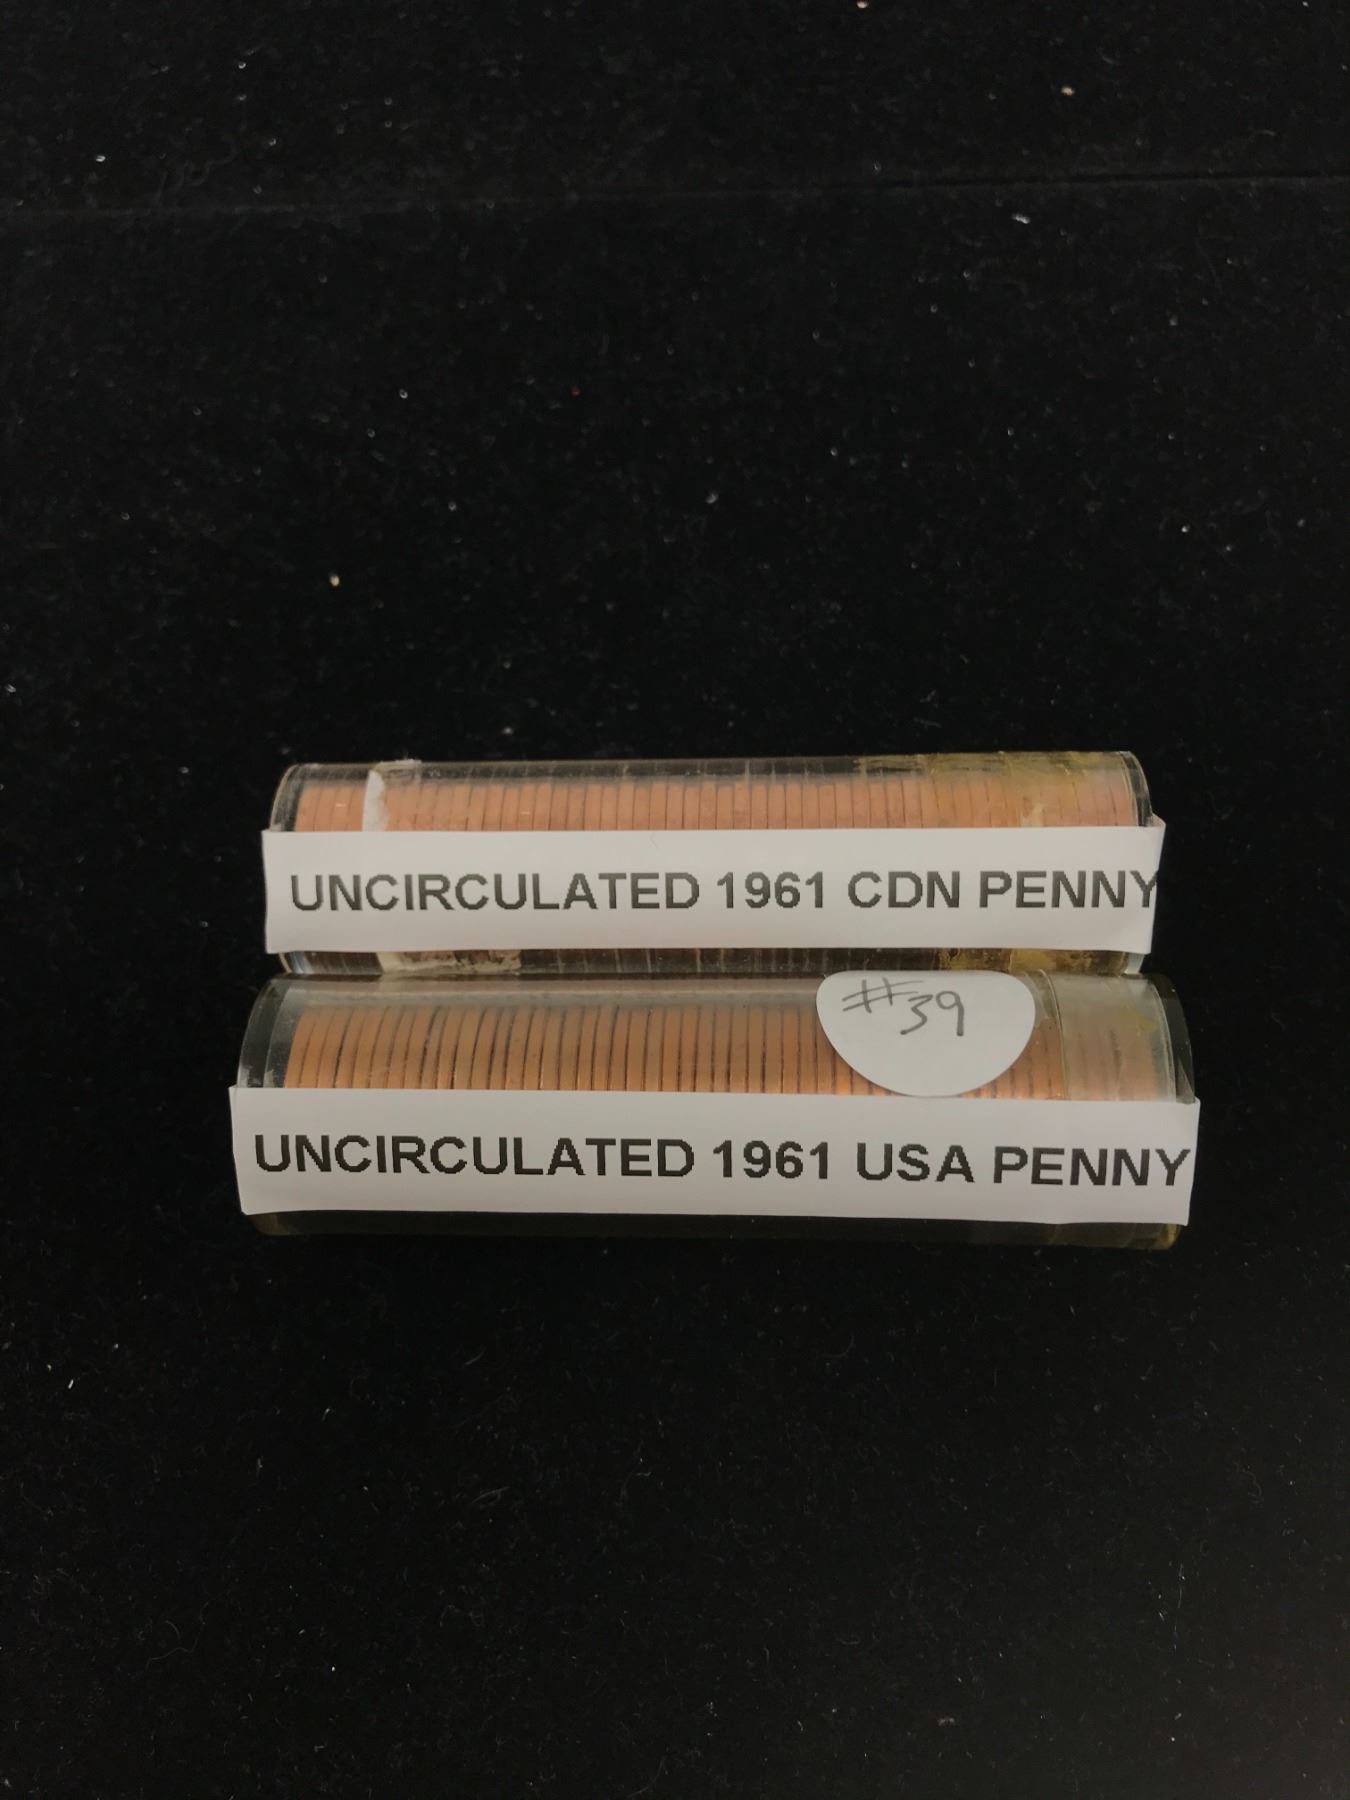 UNCIRCULATED 1961 CDN PENNY
#39
UNCIRCULATED 1961 USA PENNY